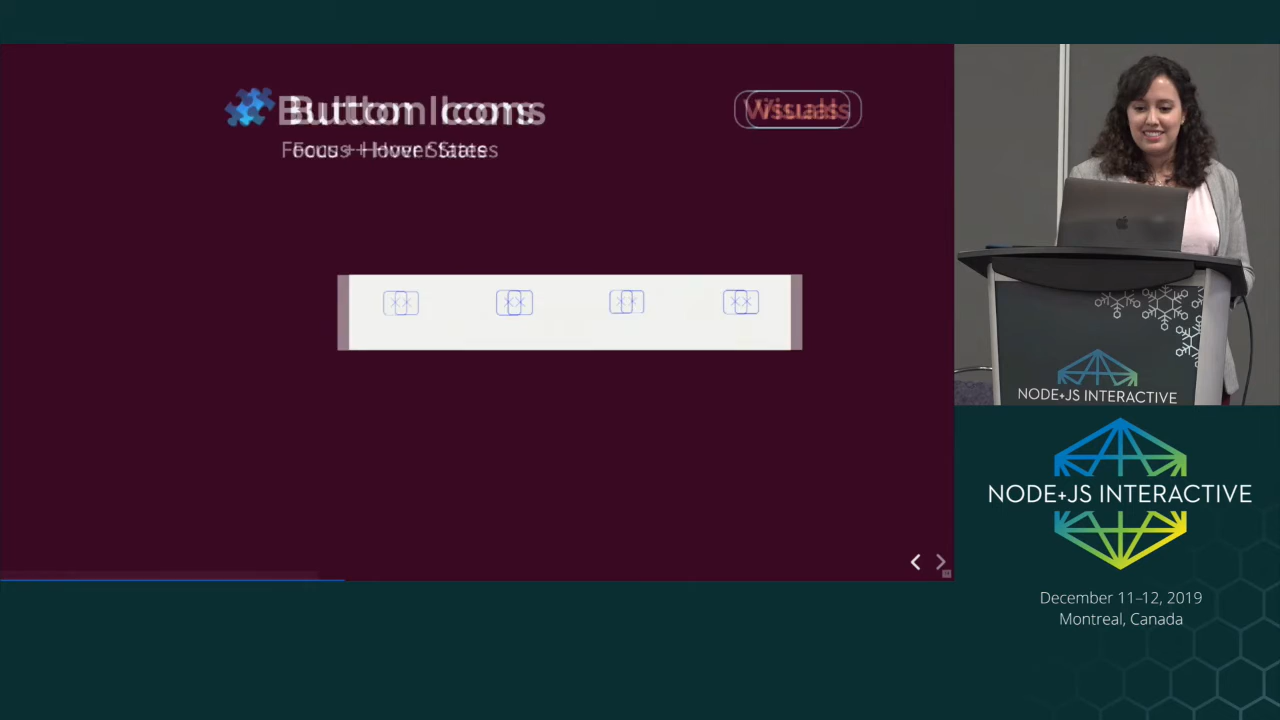 Button Icons
Visuals
Focus + Hover States
NODE+JS INTERACTIVE
NODE+JS INTERACTIVE
December 11–12, 2019
Montreal, Canada